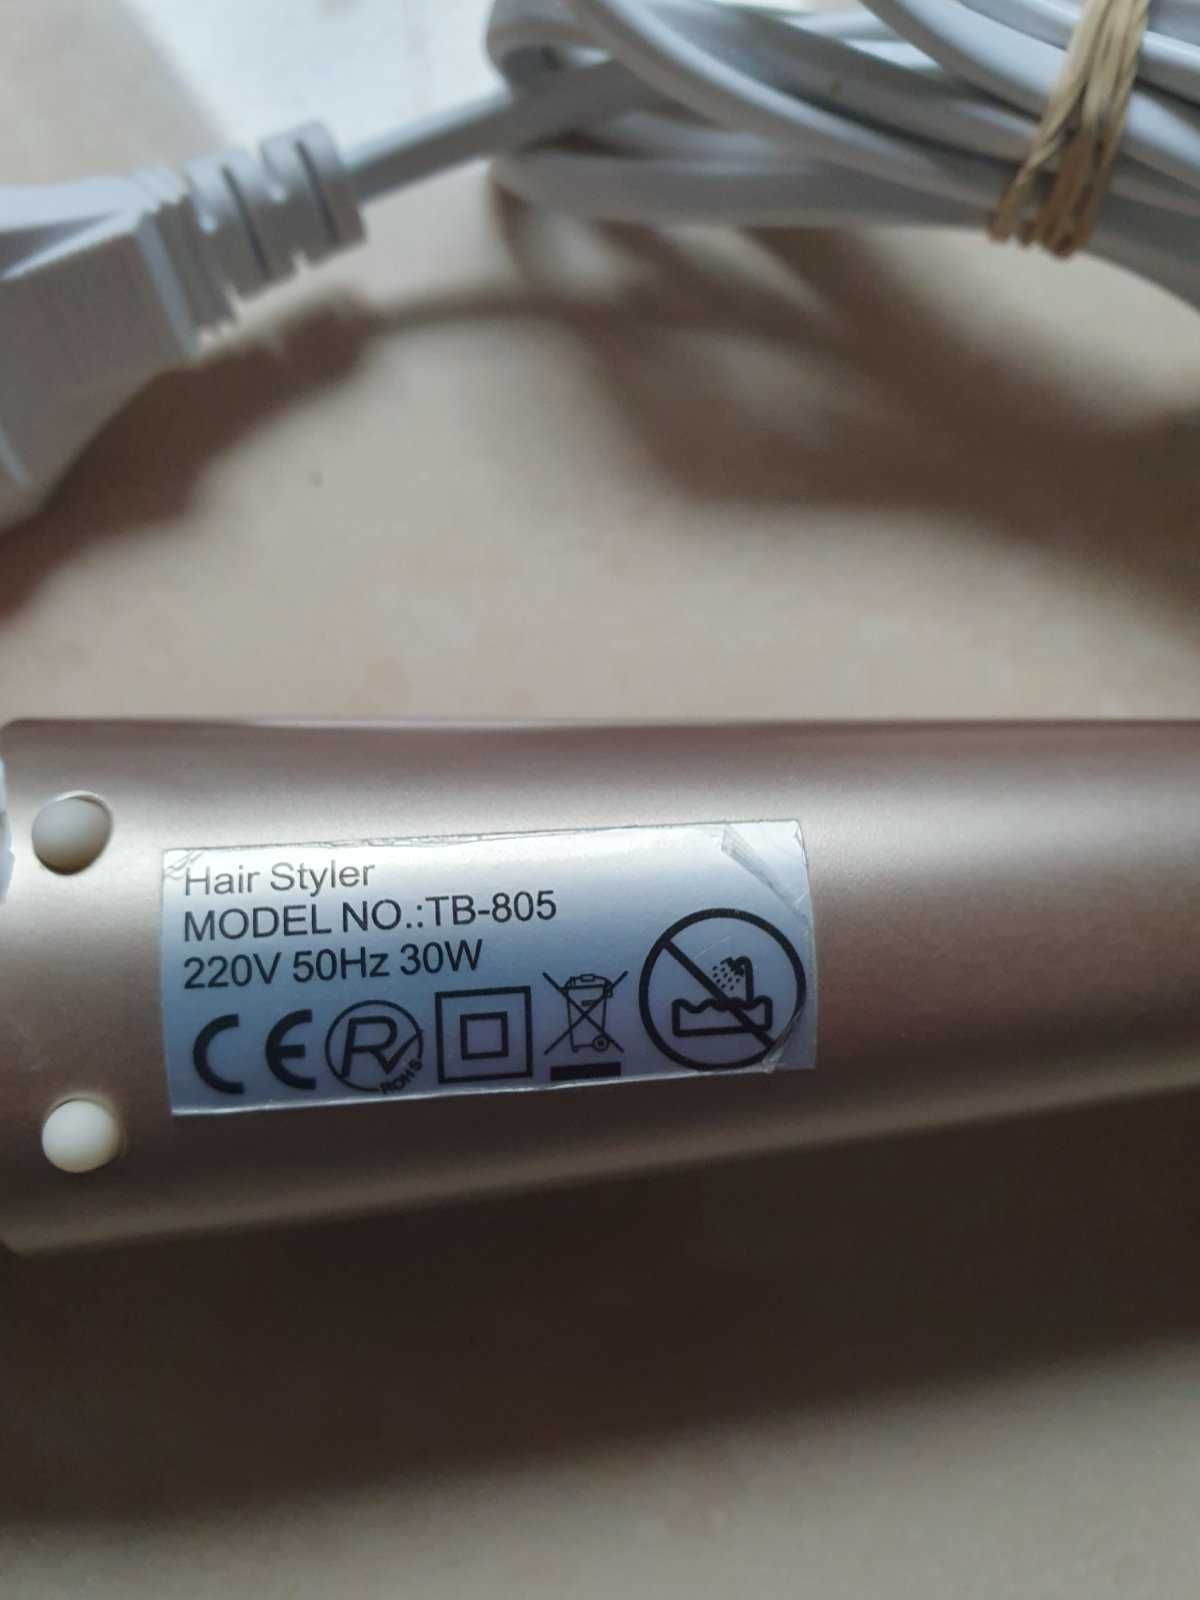 Hair Styler
MODEL NO.:TB-805
220V 50Hz 30W
CE R ROHS